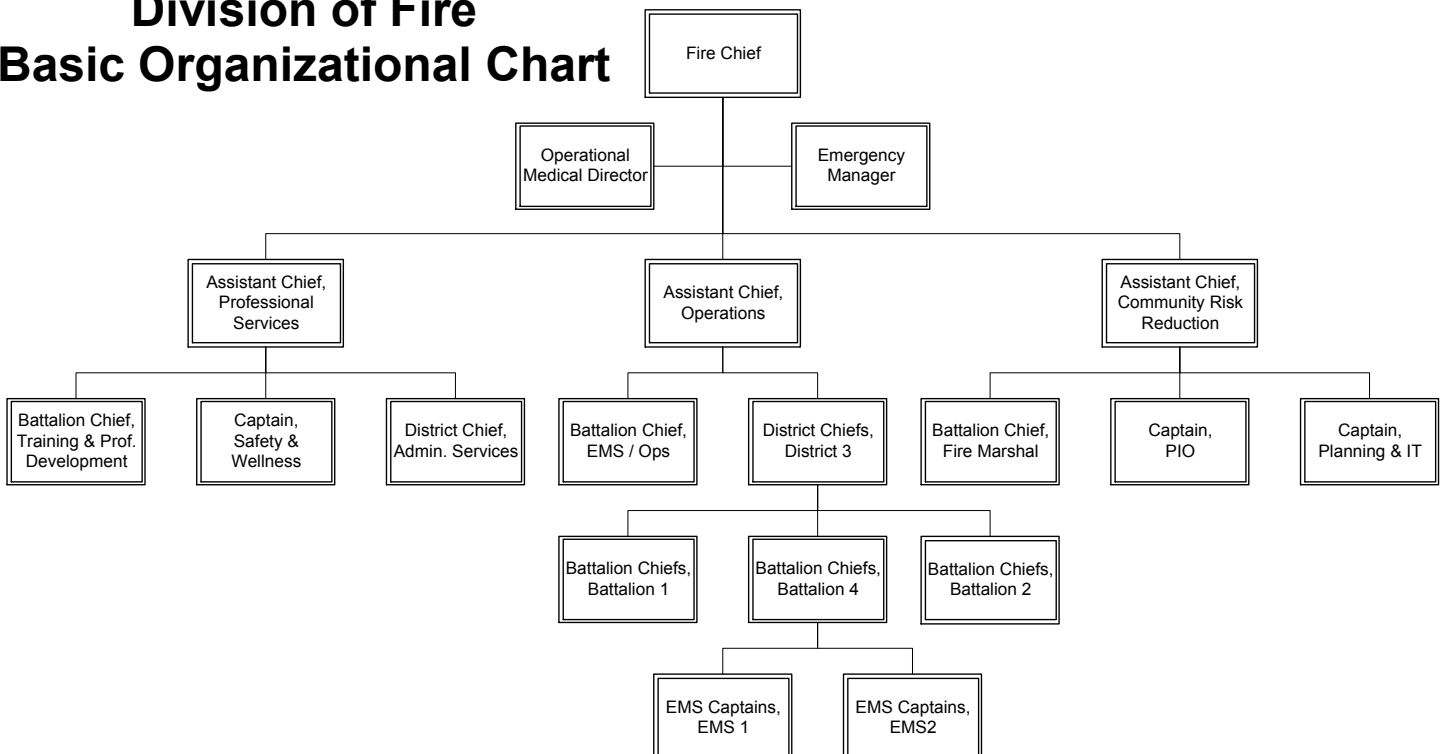 Division of Fire
Basic Organizational Chart
Fire Chief
Operational
Medical Director
Emergency
Manager
Assistant Chief,
Professional
Services
Assistant Chief,
Operations
Assistant Chief,
Community Risk
Reduction
Battalion Chief,
Training & Prof.
Development
Captain,
Safety &
Wellness
District Chief,
Admin. Services
Battalion Chief,
EMS / Ops
District Chiefs,
District 3
Battalion Chief,
Fire Marshal
Captain,
PIO
Captain,
Planning & IT
Battalion Chiefs,
Battalion 1
Battalion Chiefs,
Battalion 4
Battalion Chiefs,
Battalion 2
EMS Captains,
EMS 1
EMS Captains,
EMS2